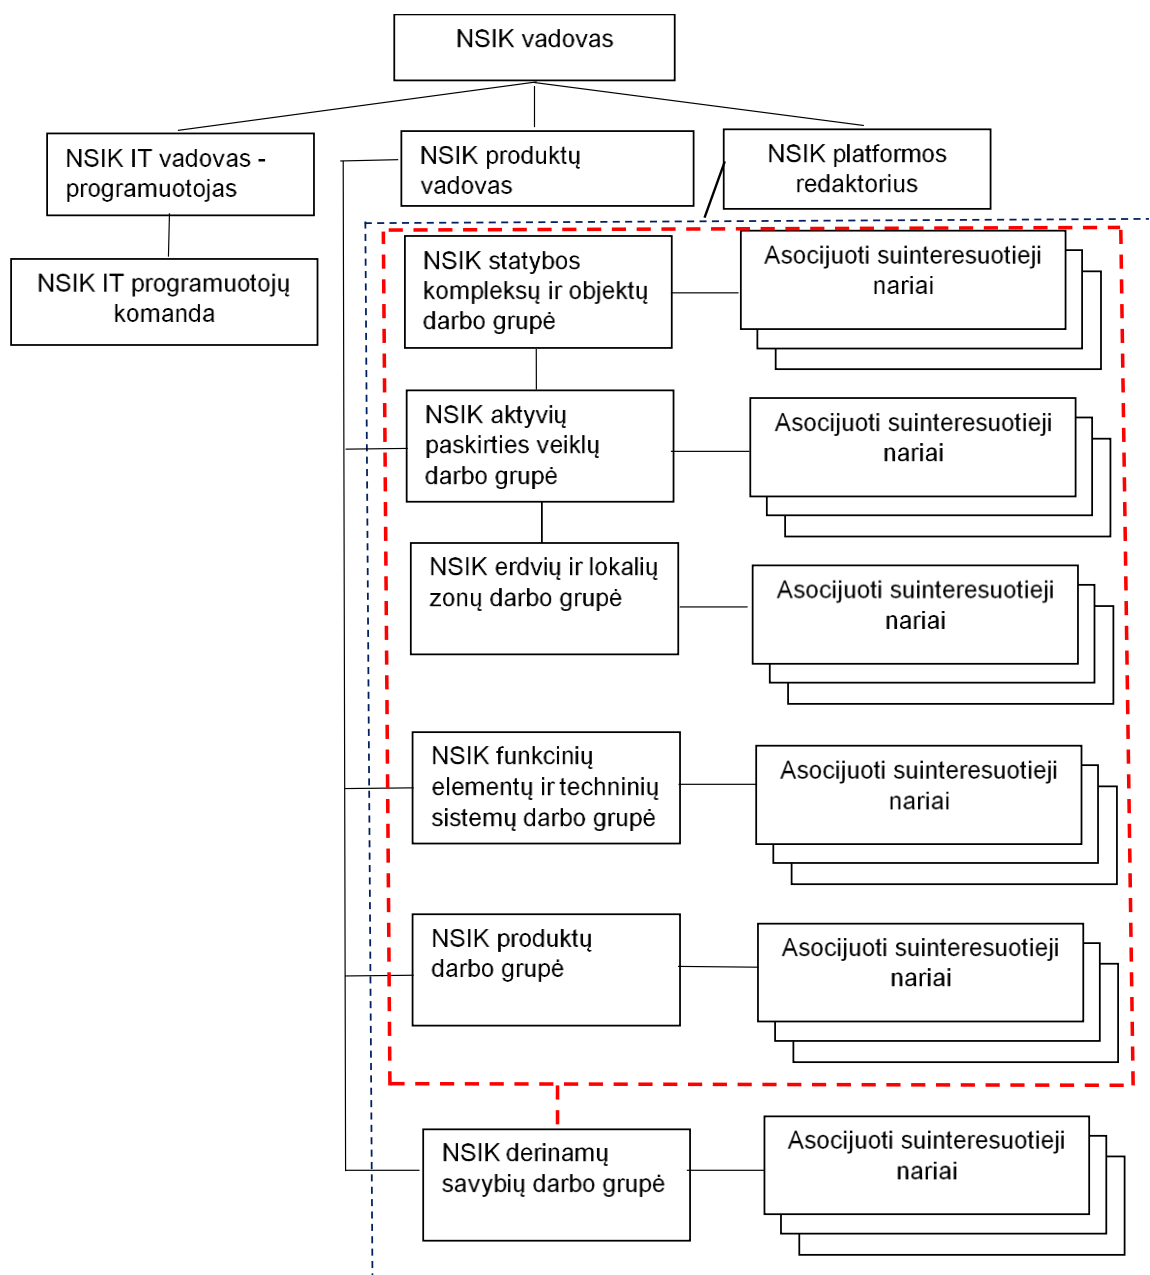 NSIK vadovas
NSIK IT vadovas -
programuotojas
NSIK produktų
vadovas
NSIK platformos
redaktorius
NSIK IT programuotojų
komanda
NSIK statybos
kompleksų ir objektų
darbo grupė
Asocijuoti suinteresuotieji
nariai
NSIK aktyvių
paskirties veiklų
darbo grupė
Asocijuoti suinteresuotieji
nariai
NSIK erdvių ir lokalių
zonų darbo grupė
Asocijuoti suinteresuotieji
nariai
NSIK funkcinių
elementų ir techninių
sistemų darbo grupė
Asocijuoti suinteresuotieji
nariai
NSIK produktų
darbo grupė
Asocijuoti suinteresuotieji
nariai
NSIK derinamų
savybių darbo grupė
Asocijuoti suinteresuotieji
nariai